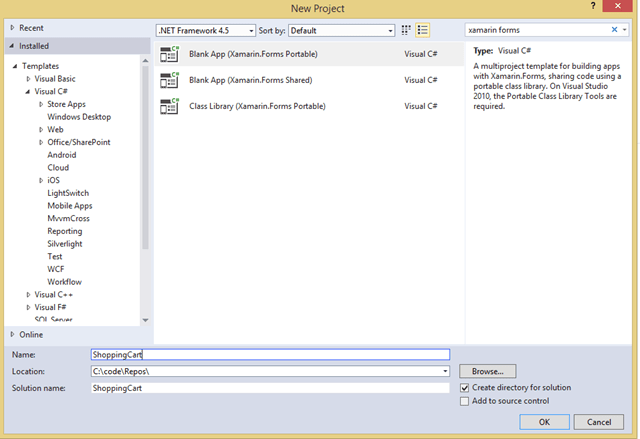 New Project
? x
Recent
Installed
.NET Framework 4.5 Sort by: Default
xamarin forms
Templates
Visual Basic
Visual C#
Store Apps
Windows Desktop
Web
Office/SharePoint
Android
Cloud
iOS
LightSwitch
Mobile Apps
MvvmCross
Reporting
Silverlight
Test
WCF
Workflow
Visual C++
Visual F#
SQL Server
Online
C#
Blank App (Xamarin.Forms Portable) Visual C#
C#
Blank App (Xamarin.Forms Shared) Visual C#
C#
Class Library (Xamarin.Forms Portable) Visual C#
Type: Visual C#
A multiproject template for building apps
with Xamarin.Forms, sharing code using a
portable class library. On Visual Studio
2010, the Portable Class Library Tools are
required.
Name: ShoppingCart
Location: C:\code\Repos\ Browse...
Solution name: ShoppingCart
Create directory for solution
Add to source control
OK Cancel